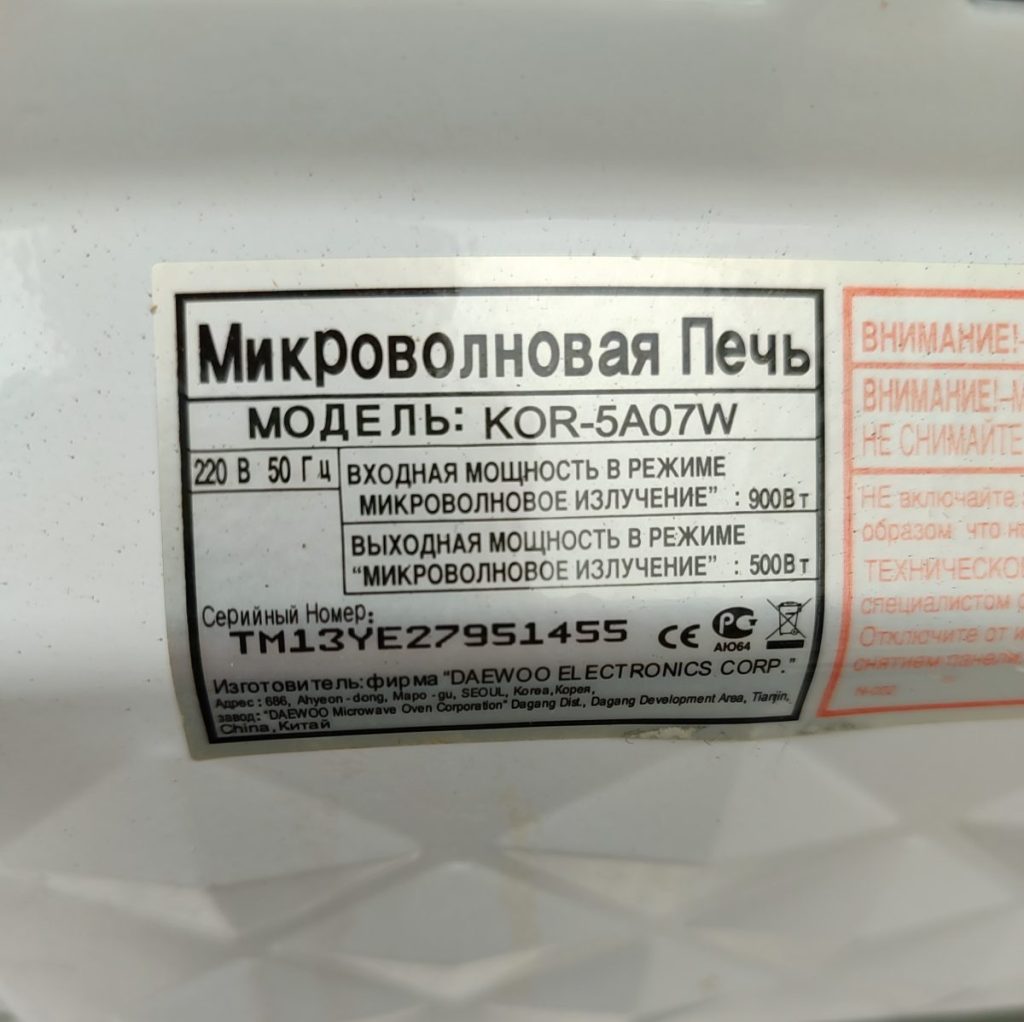 Микроволновая Печь
МОДЕЛЬ: KOR-5A07W
220 В 50 Гц
ВХОДНАЯ МОЩНОСТЬ В РЕЖИМЕ
МИКРОВОЛНОВОЕ ИЗЛУЧЕНИЕ” : 900Вт
ВЫХОДНАЯ МОЩНОСТЬ В РЕЖИМЕ
“МИКРОВОЛНОВОЕ ИЗЛУЧЕНИЕ” : 500Вт
Серийный Номер:
TM13YE27951455
CE
РСТ
АЮ64
Изготовитель:фирма "DAEWOO ELECTRONICS CORP."
Адрес : 686, Ahyeon - dong, Mapo - gu, SEOUL, Korea,Корея,
завод: "DAEWOO Microwave Oven Corporation" Dagang Dist., Dagang Development Area, Tianjin,
China,Китай
ВНИМАНИЕ!-
ВНИМАНИЕ!-М
НЕ СНИМАЙТЕ
НЕ включайте
образом, что
ТЕХНИЧЕСКО
специалистом
Отключите от
снятием панели